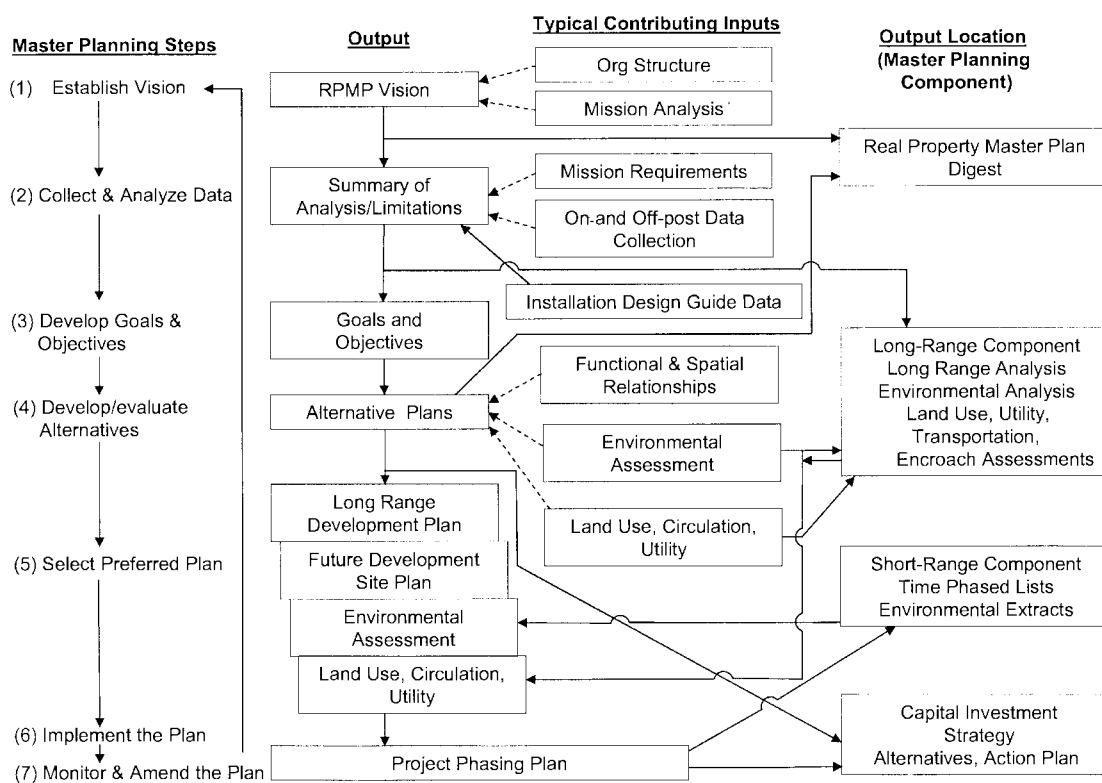 Master Planning Steps
(1) Establish Vision
(2) Collect & Analyze Data
(3) Develop Goals &
Objectives
(4) Develop/evaluate
Alternatives
(5) Select Preferred Plan
(6) Implement the Plan
(7) Monitor & Amend the Plan
Output
RPMP Vision
Summary of
Analysis/Limitations
Goals and
Objectives
Alternative Plans
Long Range
Development Plan
Future Development
Site Plan
Environmental
Assessment
Land Use, Circulation,
Utility
Project Phasing Plan
Typical Contributing Inputs
Org Structure
Mission Analysis
Mission Requirements
On-and Off-post Data
Collection
Installation Design Guide Data
Functional & Spatial
Relationships
Environmental
Assessment
Land Use, Circulation,
Utility
Output Location
(Master Planning
Component)
Real Property Master Plan
Digest
Long-Range Component
Long Range Analysis
Environmental Analysis
Land Use, Utility,
Transportation,
Encroach Assessments
Short-Range Component
Time Phased Lists
Environmental Extracts
Capital Investment
Strategy
Alternatives, Action Plan